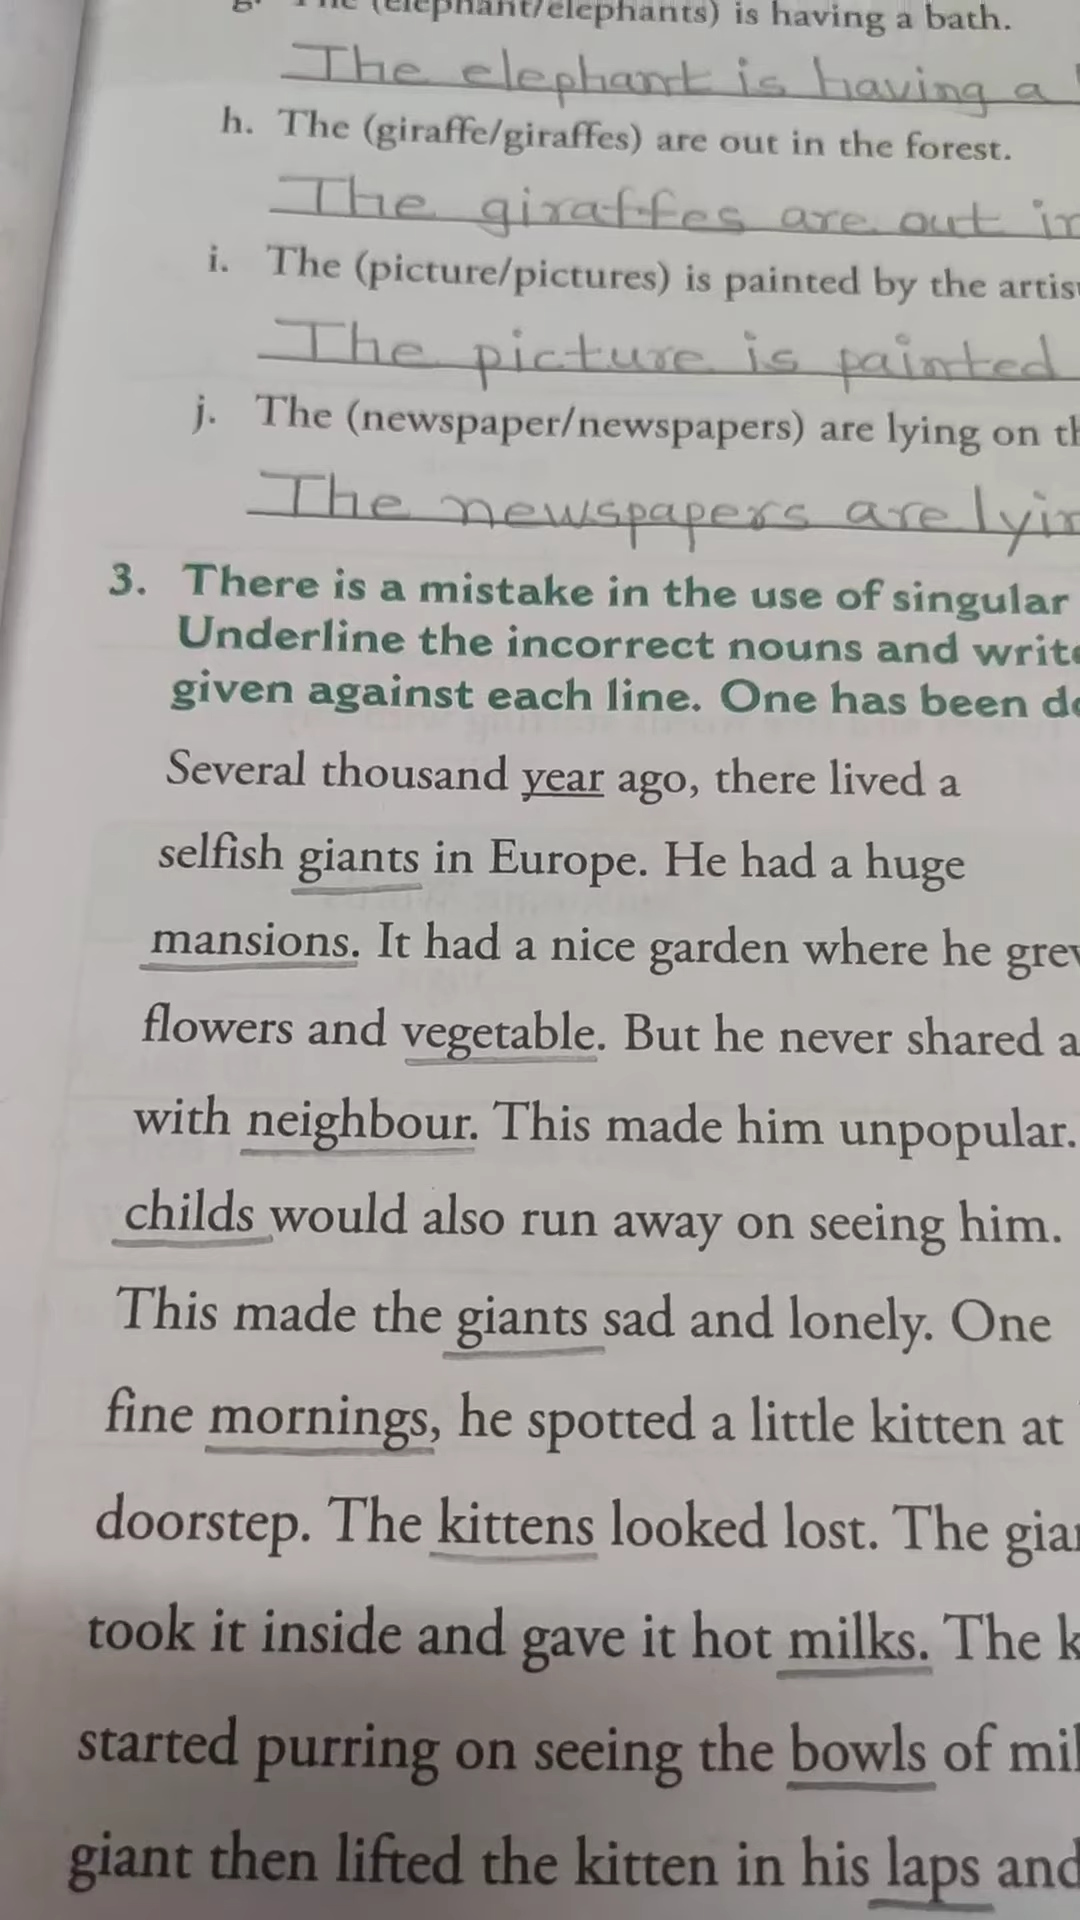 g. The (elephant/elephants) is having a bath.
The elephant is having a
h. The (giraffe/giraffes) are out in the forest.
The giraffes are out in
i. The (picture/pictures) is painted by the
The picture is painted
j. The (newspaper/newspapers) are lying on
The newspapers are
3. There is a mistake in the use of singular
Underline the incorrect nouns and
given against each line. One has been
Several thousand year ago, there lived a
selfish giants in Europe. He had a huge
mansions. It had a nice garden where he
flowers and vegetable. But he never shared
with neighbour. This made him unpopular.
childs would also run away on seeing him.
This made the giants sad and lonely. One
fine mornings, he spotted a little kitten at
doorstep. The kittens looked lost. The
took it inside and gave it hot milks. The
started purring on seeing the bowls of
giant then lifted the kitten in his laps and